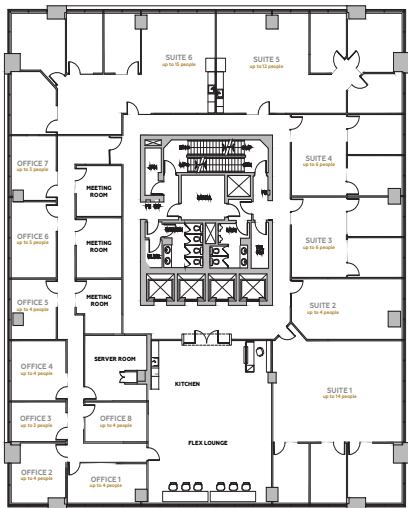 SUITE 6
up to 15 people
SUITE 5
up to 13 people
OFFICE 7
up to 5 people
MEETING
ROOM
SUITE 4
up to 5 people
OFFICE 6
up to 5 people
MEETING
ROOM
SUITE 3
up to 6 people
OFFICE 5
up to 4 people
MEETING
ROOM
SUITE 2
up to 4 people
SERVER ROOM
OFFICE 4
up to 4 people
KITCHEN
SUITE 1
up to 14 people
OFFICE 3
up to 3 people
OFFICE 8
up to 4 people
FLEX LOUNGE
OFFICE 2
up to 4 people
OFFICE 1
up to 4 people